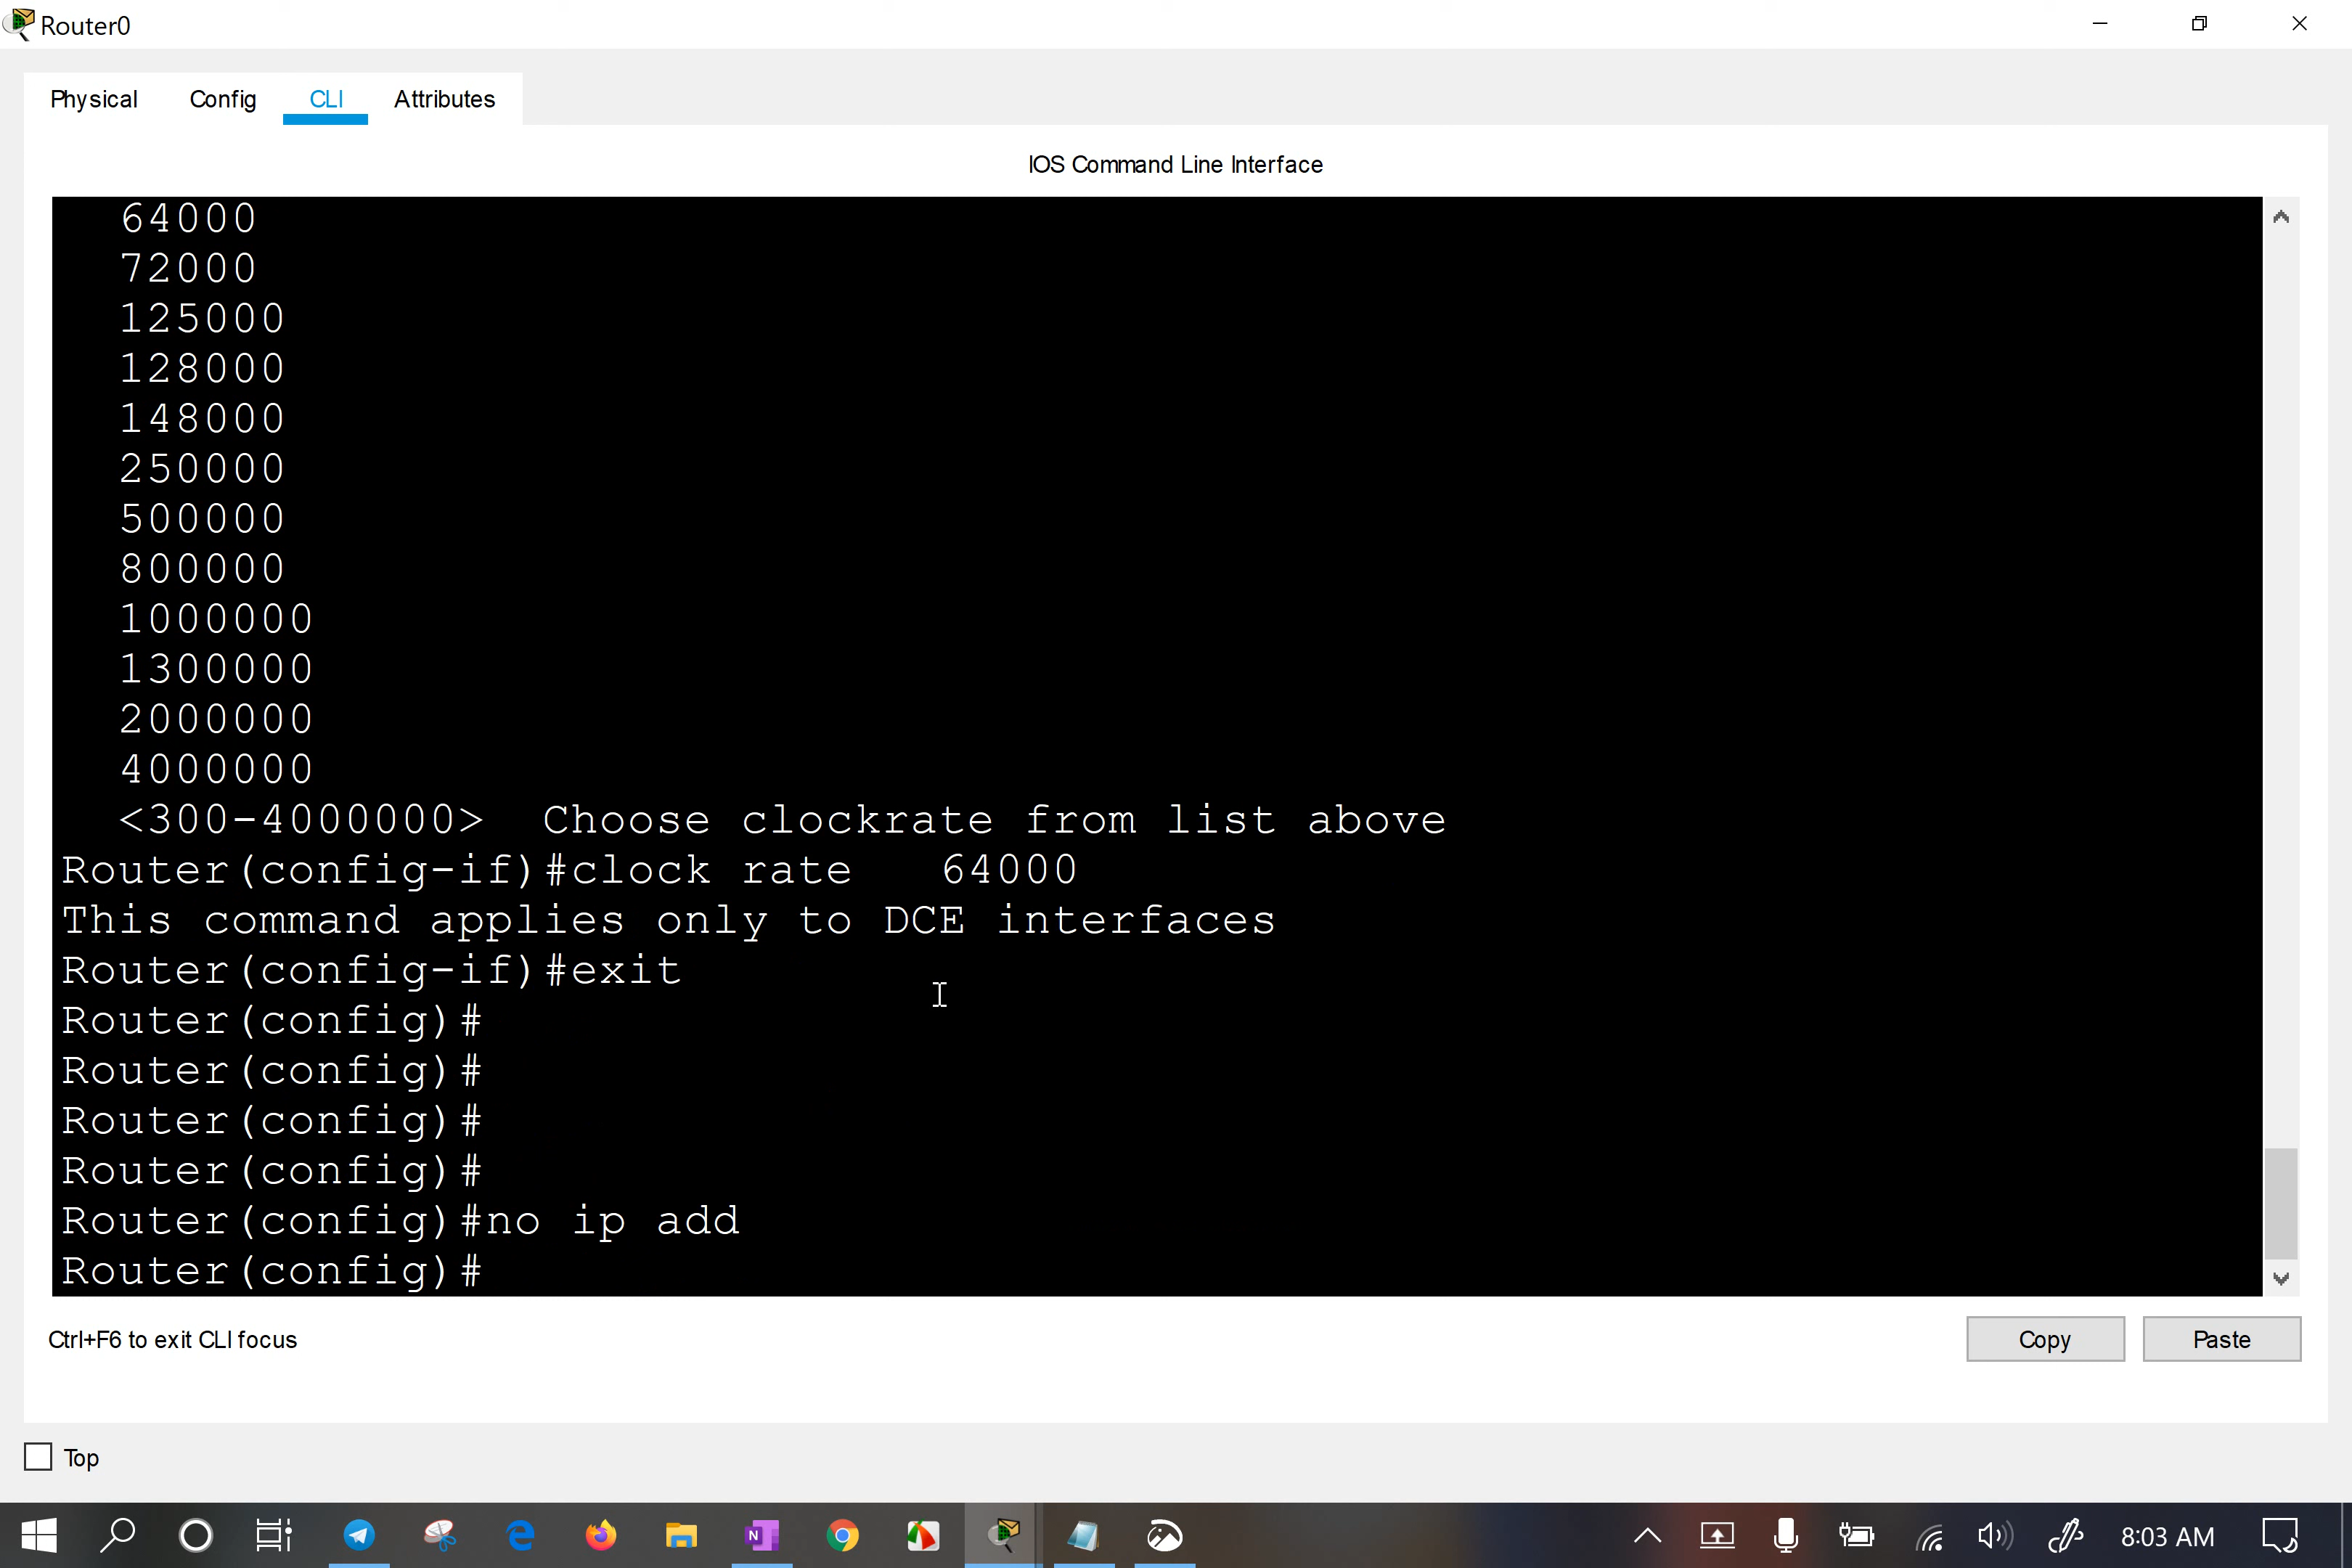 Router0
Physical Config CLI Attributes
IOS Command Line Interface
64000
72000
125000
128000
148000
250000
500000
800000
1000000
1300000
2000000
4000000
<300-4000000> Choose clockrate from list above
Router(config-if)#clock rate 64000
This command applies only to DCE interfaces
Router(config-if)#exit
Router(config)#
Router(config)#
Router(config)#
Router(config)#
Router(config)#no ip add
Router(config)#
Ctrl+F6 to exit CLI focus
Copy Paste
Top
N
8:03 AM